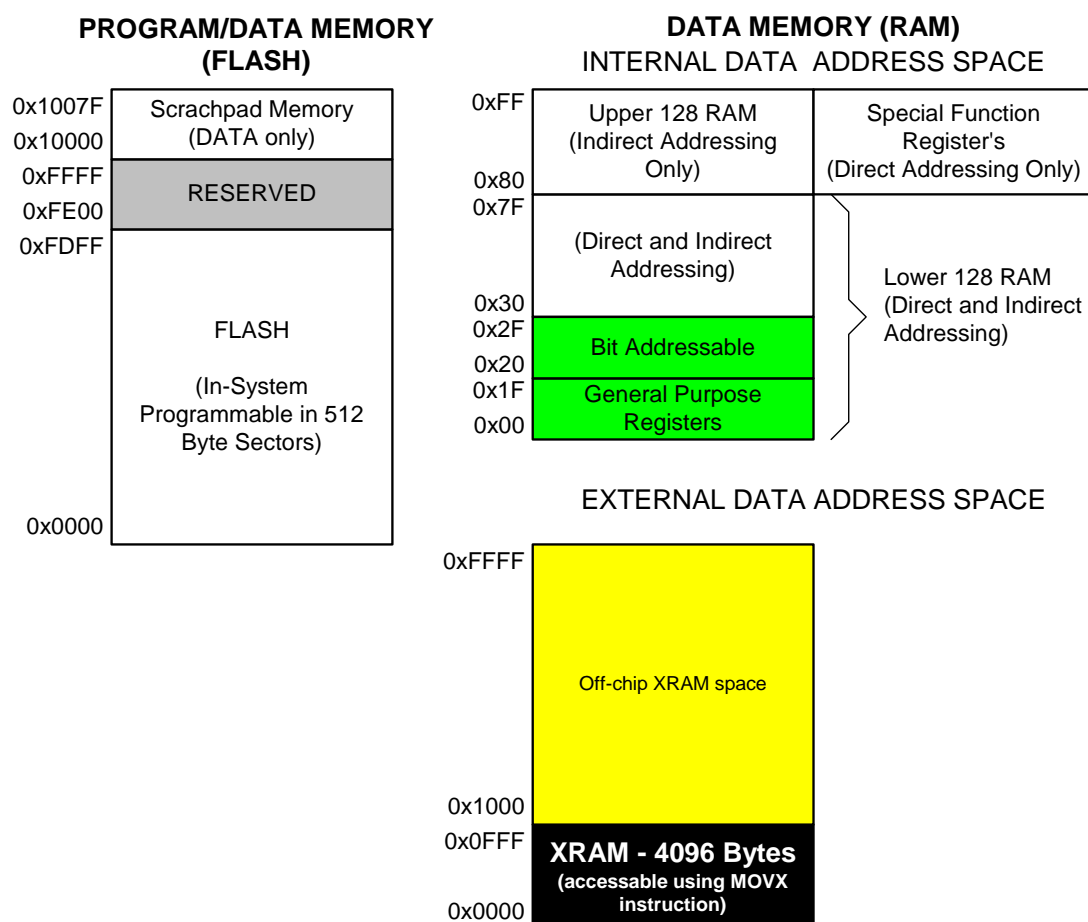 PROGRAM/DATA MEMORY
(FLASH)
0x1007F
Scrachpad Memory
(DATA only)
0x10000
0xFFFF
RESERVED
0xFE00
0xFDFF
FLASH
(In-System
Programmable in 512
Byte Sectors)
0x0000
DATA MEMORY (RAM)
INTERNAL DATA ADDRESS SPACE
0xFF
Upper 128 RAM
(Indirect Addressing
Only)
0x80
Special Function
Register's
(Direct Addressing Only)
0x7F
(Direct and Indirect
Addressing)
0x30
0x2F
Bit Addressable
0x20
0x1F
General Purpose
Registers
0x00
Lower 128 RAM
(Direct and Indirect
Addressing)
EXTERNAL DATA ADDRESS SPACE
0xFFFF
Off-chip XRAM space
0x1000
0x0FFF
XRAM - 4096 Bytes
(accessable using MOVX
instruction)
0x0000